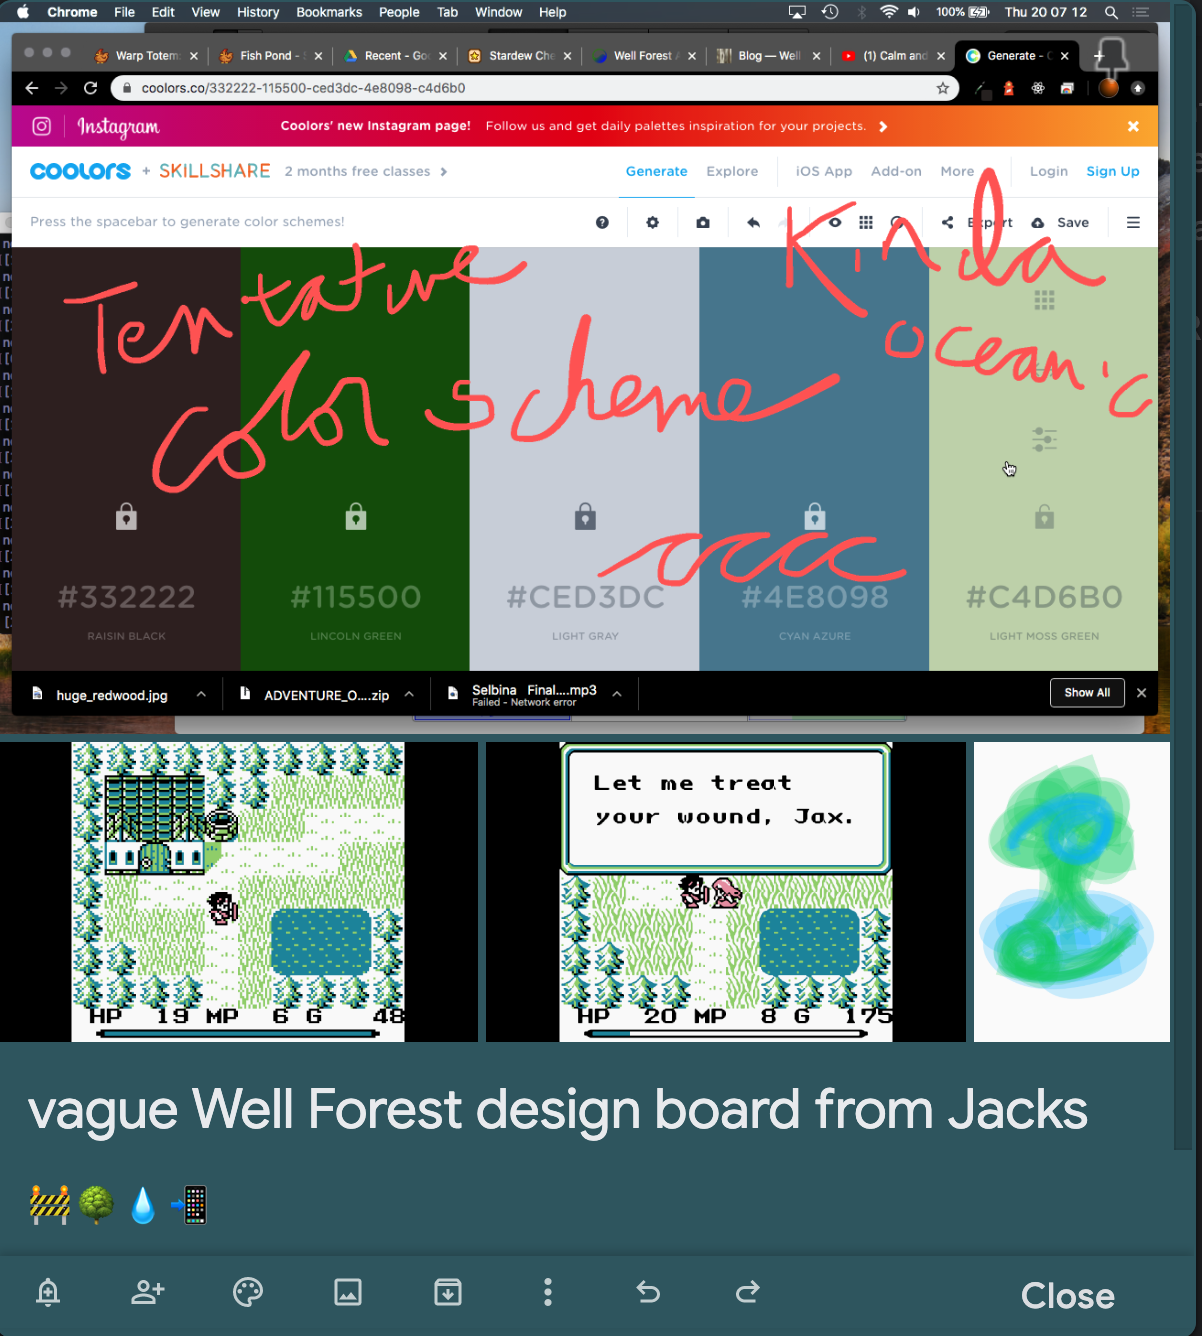 Chrome File Edit View History Bookmarks People Tab Window Help 100% Thu 20 07 12
Warp Totem Fish Pond - S Recent - Goo Stardew Che Well Forest A Blog — Well (1) Calm and Generate - C
coolors.co/332222-115500-ced3dc-4e8098-c4d6b0
Instagram Coolors' new Instagram page! Follow us and get daily palettes inspiration for your projects.
coolors + SKILLSHARE 2 months free classes Generate Explore iOS App Add-on More Login Sign Up
Press the spacebar to generate color schemes! Export Save
Tentative
color scheme
Kinda
oceanic
#332222 #115500 #CED3DC #4E8098 #C4D6B0
RAISIN BLACK LINCOLN GREEN LIGHT GRAY CYAN AZURE LIGHT MOSS GREEN
huge_redwood.jpg ADVENTURE_O....zip Selbina Final....mp3 Show All
Failed - Network error
HP 19 MP 6 G 48
Let me treat
your wound, Jax.
HP 20 MP 8 G 175
vague Well Forest design board from Jacks
Close